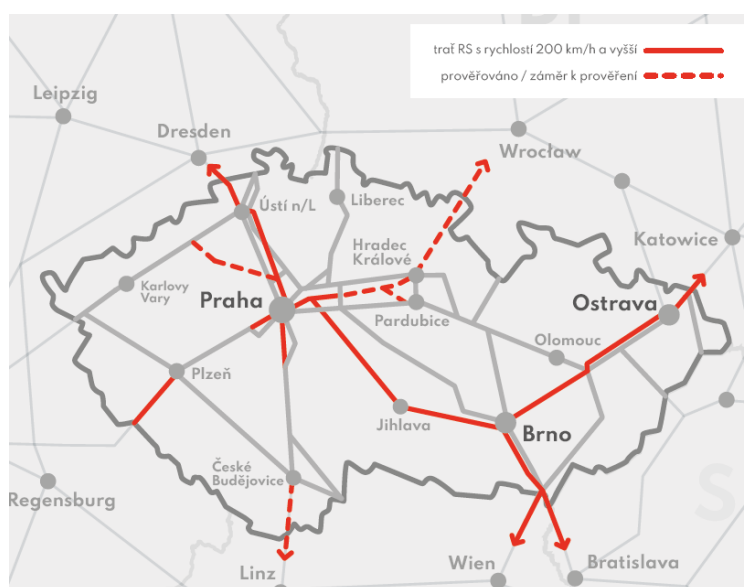 trať RS s rychlostí 200 km/h a vyšší
prověřováno / záměr k prověření
Leipzig
Dresden
Wrocław
Ústí n/L
Liberec
Hradec
Králové
Katowice
Karlovy
Vary
Praha
Pardubice
Ostrava
Olomouc
Plzeň
Jihlava
Brno
České
Budějovice
Regensburg
Linz
Wien
Bratislava
S